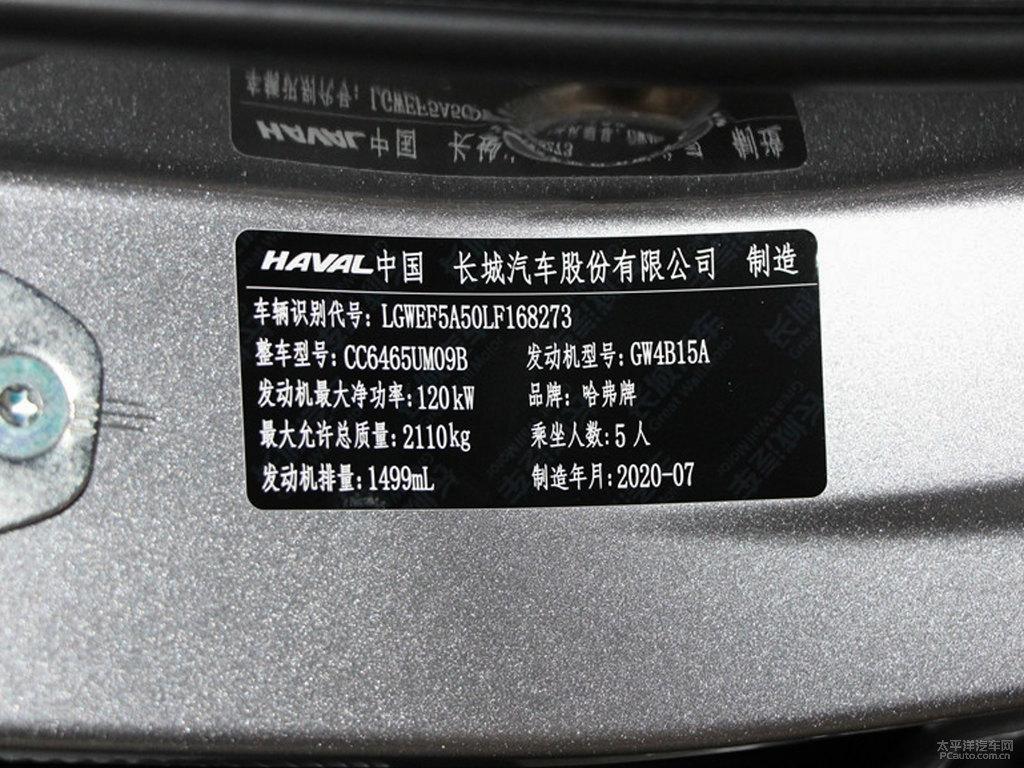 HAVAL中国 长城汽车股份有限公司 制造
车辆识别代号: LGWEF5A50LF168273
整车型号: CC6465UM09B 发动机型号: GW4B15A
发动机最大净功率: 120kW 品牌: 哈弗牌
最大允许总质量: 2110kg 乘坐人数: 5人
发动机排量: 1499mL 制造年月: 2020-07
太平洋汽车网
PCauto.com.cn